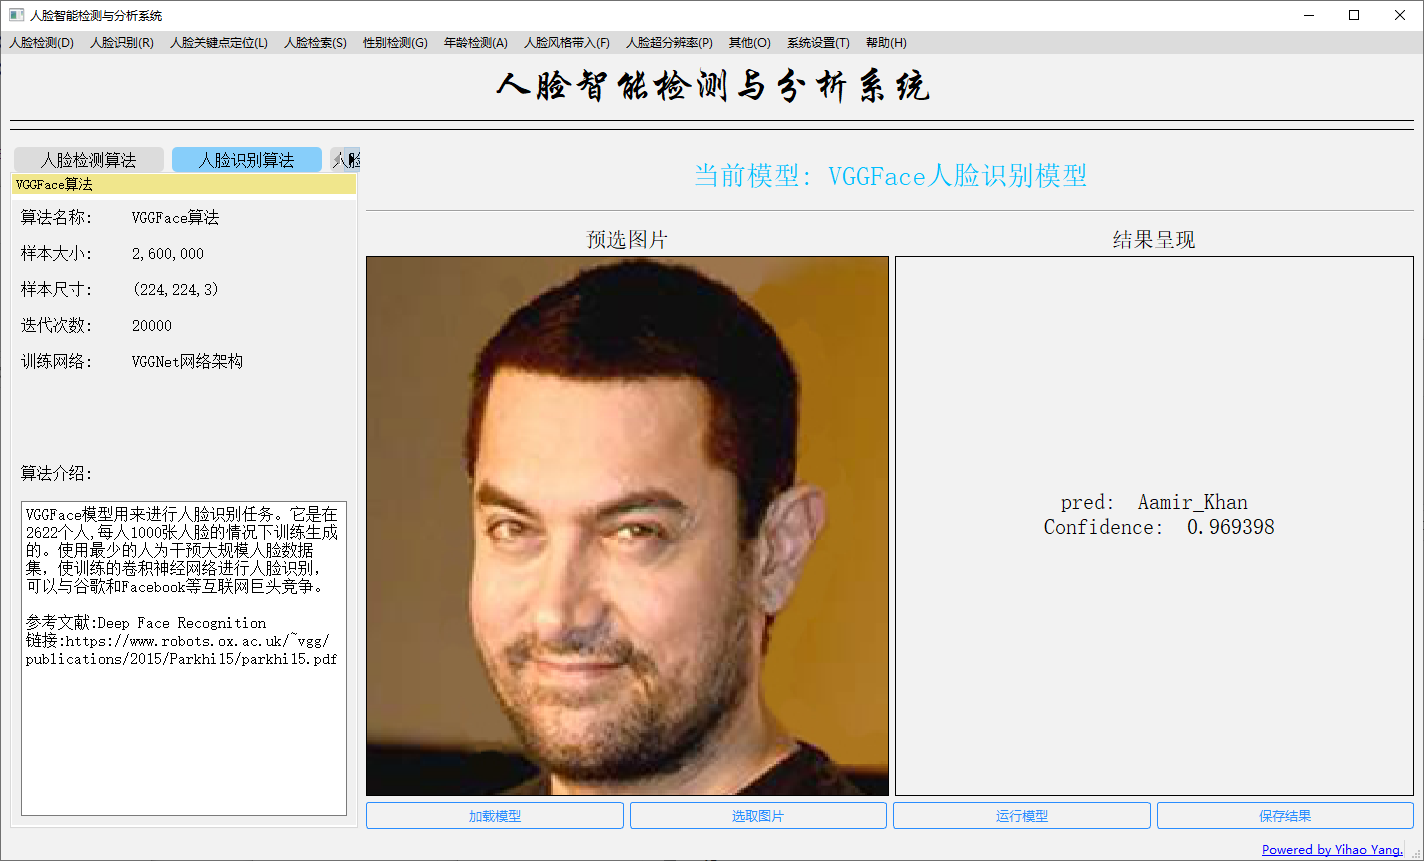 人脸智能检测与分析系统
人脸检测(D) 人脸识别(R) 人脸关键点定位(L) 人脸检索(S) 性别检测(G) 年龄检测(A) 人脸风格带入(F) 人脸超分辨率(P) 其他(O) 系统设置(T) 帮助(H)
人脸智能检测与分析系统
人脸检测算法 人脸识别算法 人脸
VGGFace算法
算法名称: VGGFace算法
样本大小: 2,600,000
样本尺寸: (224,224,3)
迭代次数: 20000
训练网络: VGGNet网络架构
算法介绍:
VGGFace模型用来进行人脸识别任务。它是在
2622个人,每人1000张人脸的情况下训练生成
的。使用最少的人为干预大规模人脸数据
集，使训练的卷积神经网络进行人脸识别，
可以与谷歌和Facebook等互联网巨头竞争。
参考文献:Deep Face Recognition
链接:https://www.robots.ox.ac.uk/~vgg/
publications/2015/Parkhi15/parkhi15.pdf
当前模型: VGGFace人脸识别模型
预选图片 结果呈现
pred: Aamir_Khan
Confidence: 0.969398
加载模型 选取图片 运行模型 保存结果
Powered by Yihao Yang.